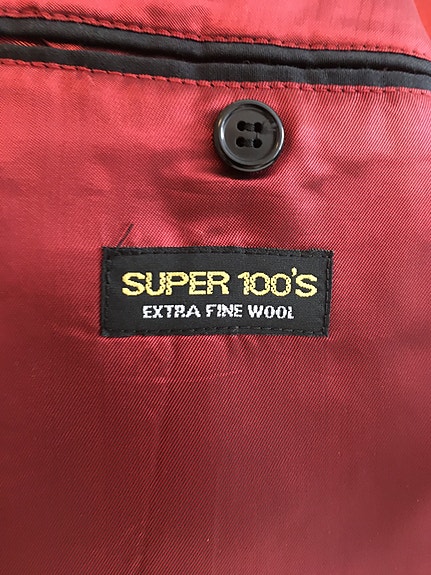 SUPER 100'S
EXTRA FINE WOOL